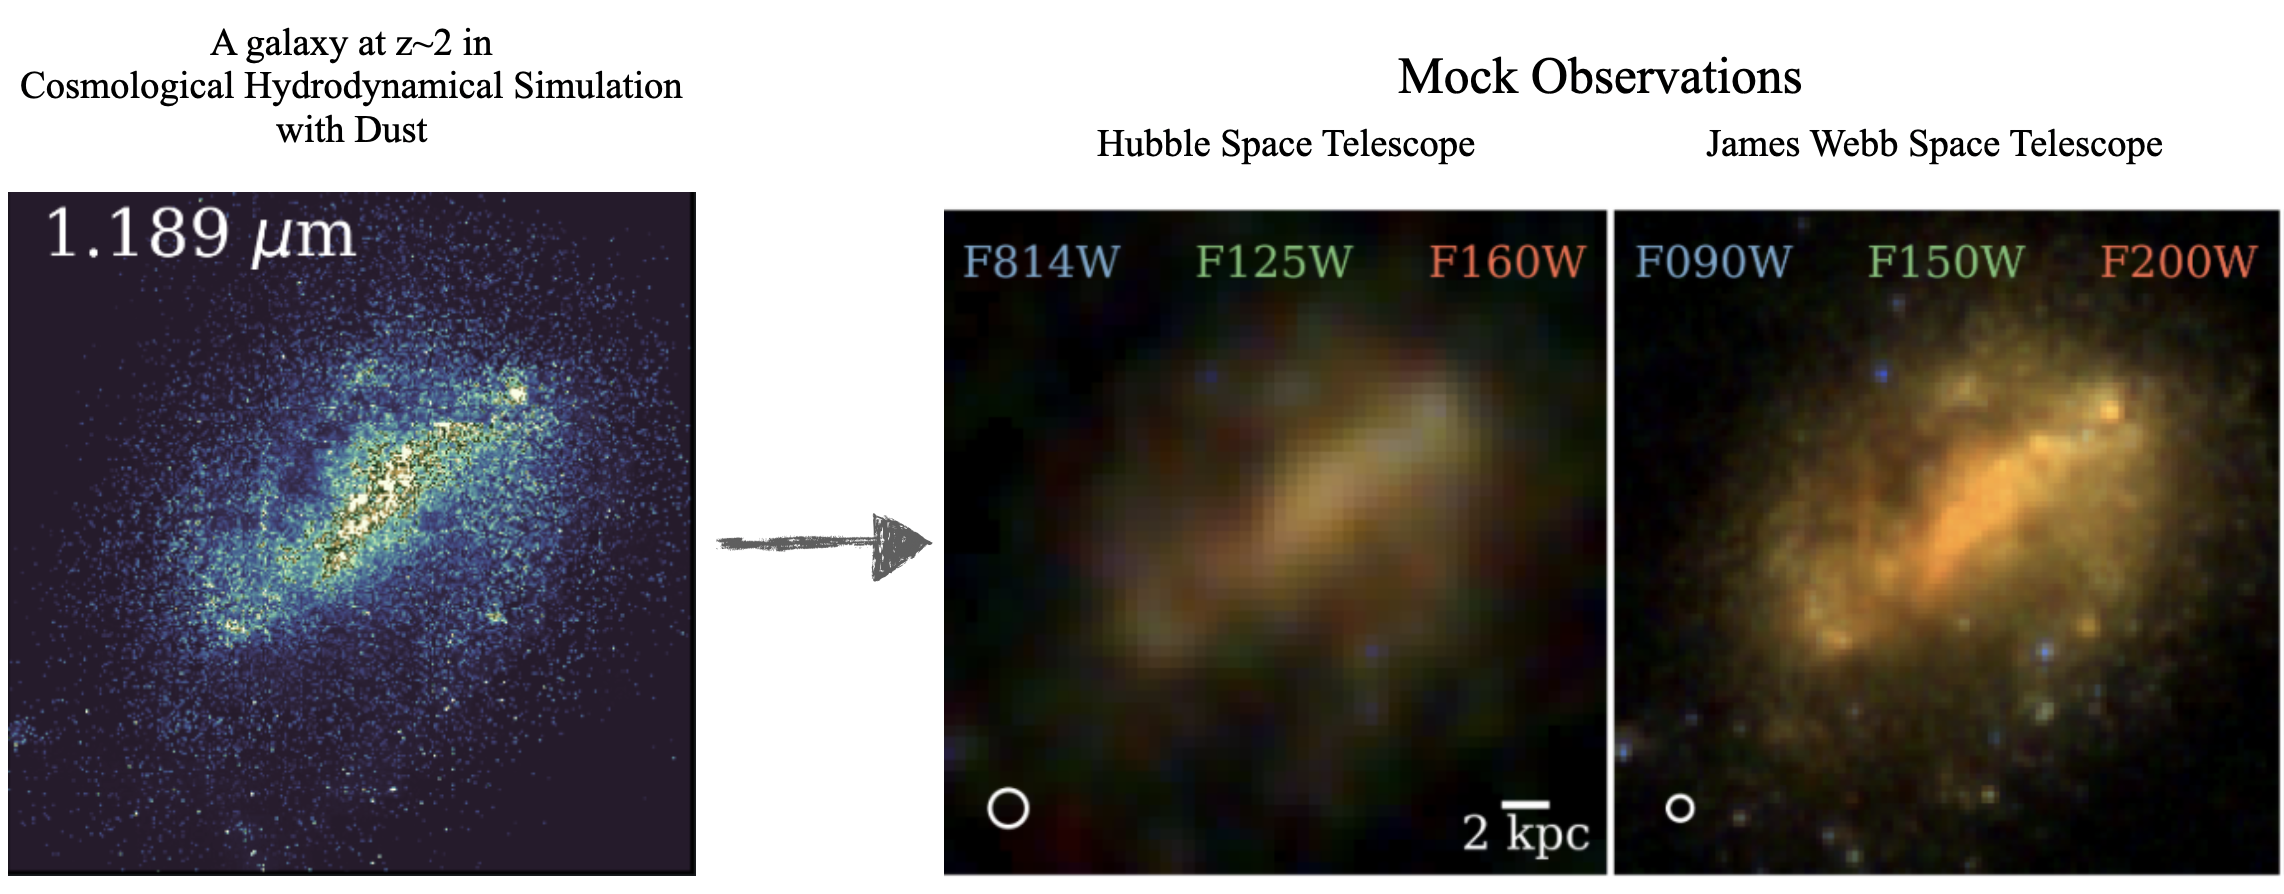 A galaxy at z~2 in
Cosmological Hydrodynamical Simulation
with Dust
Mock Observations
Hubble Space Telescope
James Webb Space Telescope
1.189 μm
F814W F125W F160W
F090W F150W F200W
2 kpc